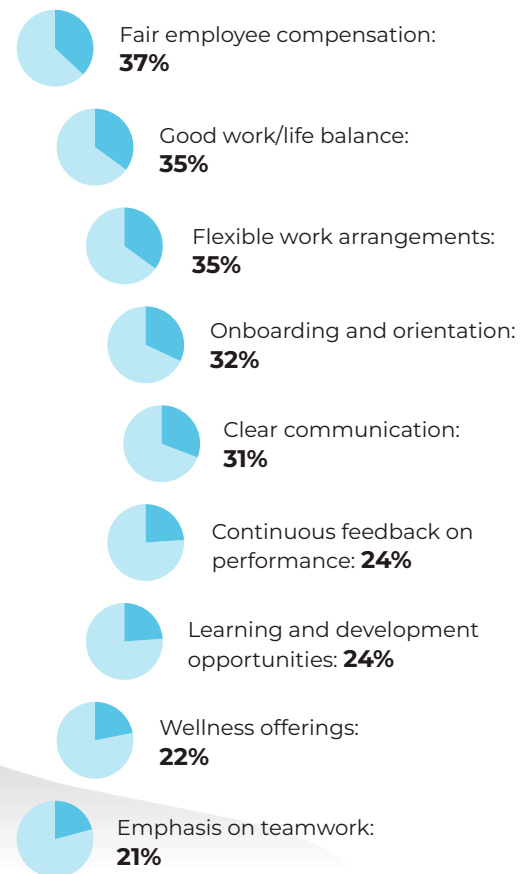 Fair employee compensation:
37%
Good work/life balance:
35%
Flexible work arrangements:
35%
Onboarding and orientation:
32%
Clear communication:
31%
Continuous feedback on
performance: 24%
Learning and development
opportunities: 24%
Wellness offerings:
22%
Emphasis on teamwork:
21%